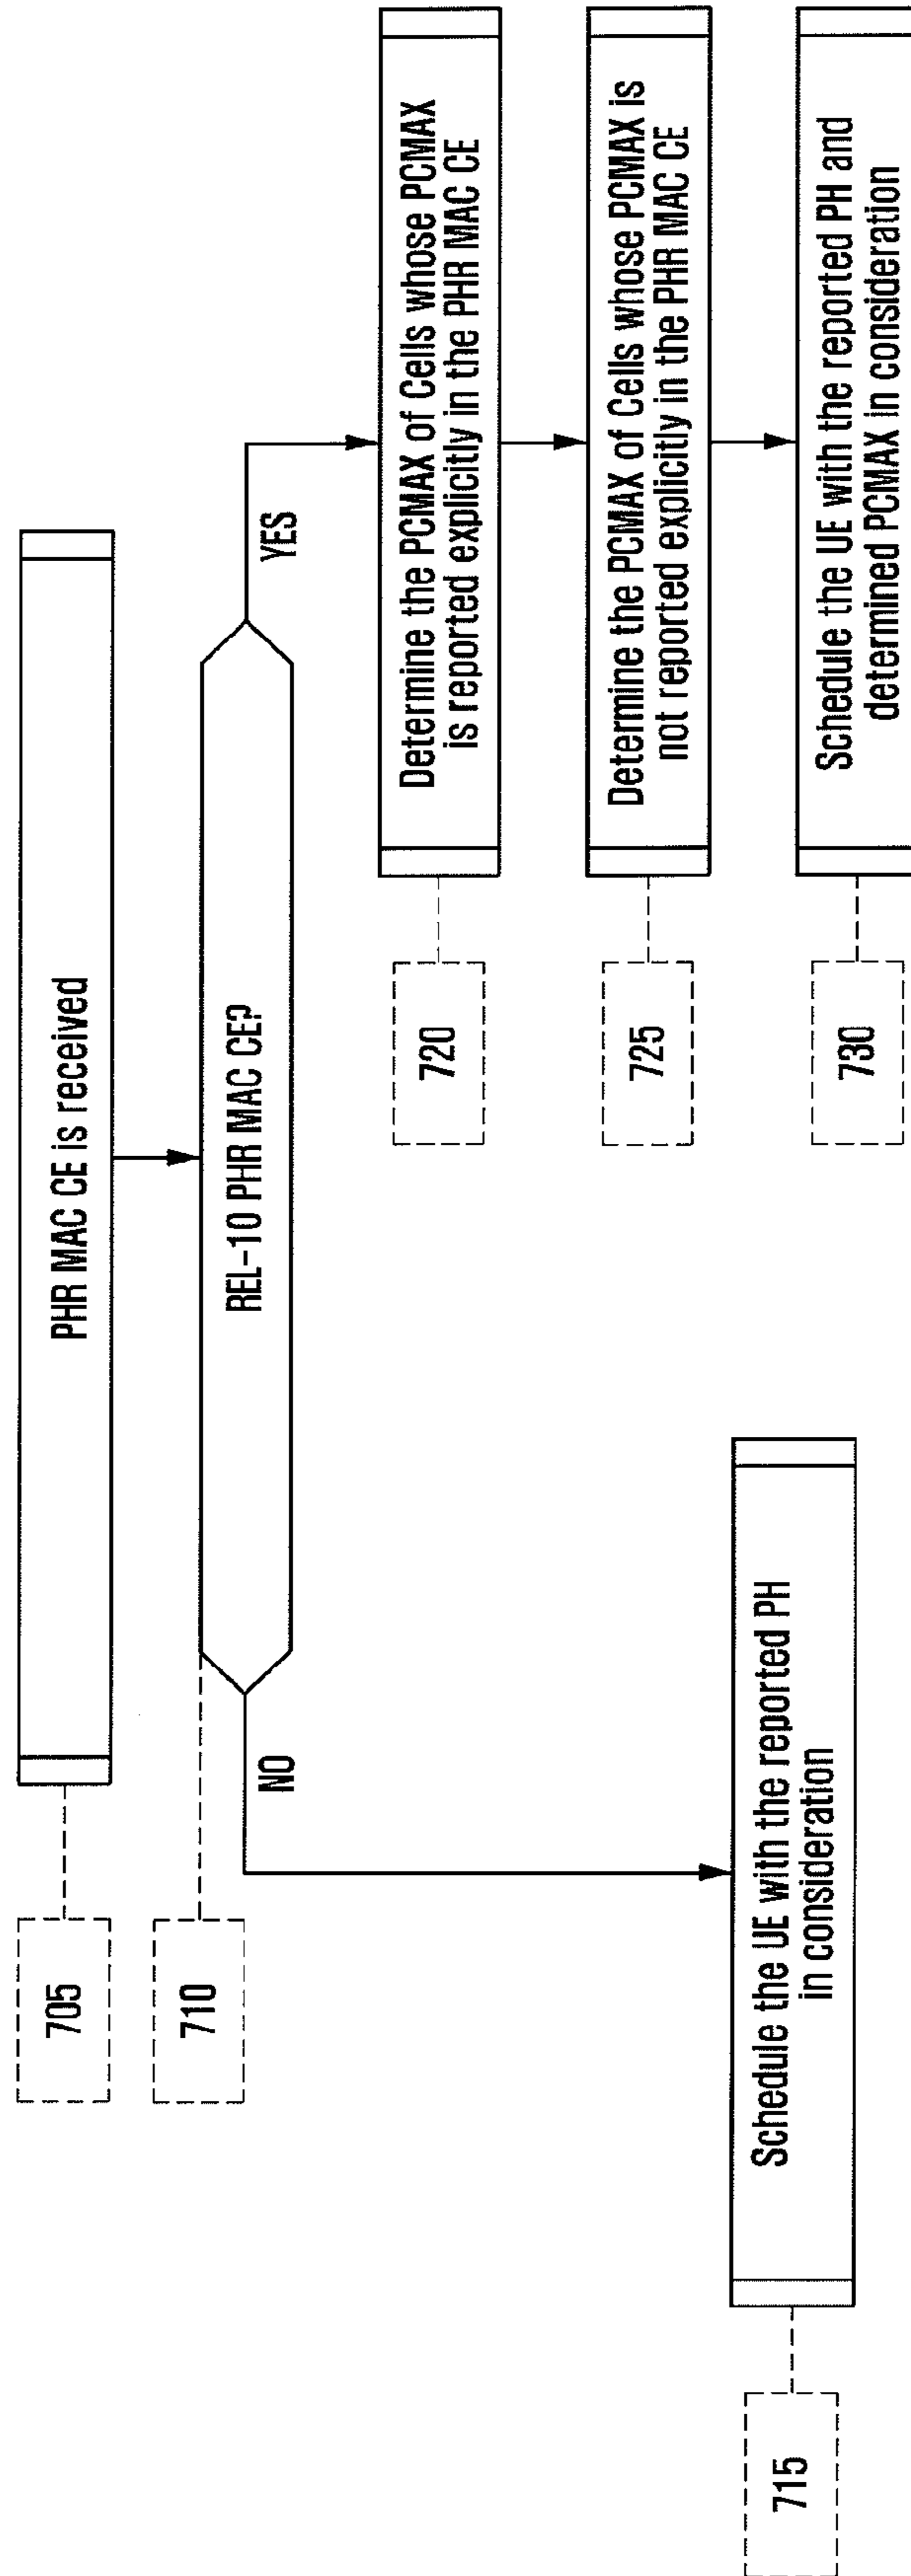 705
PHR MAC CE is received
710
REL-10 PHR MAC CE?
NO
YES
720
Determine the PCMAX of Cells whose PCMAX
is reported explicitly in the PHR MAC CE
725
Determine the PCMAX of Cells whose PCMAX is
not reported explicitly in the PHR MAC CE
715
Schedule the UE with the reported PH
in consideration
730
Schedule the UE with the reported PH and
determined PCMAX in consideration